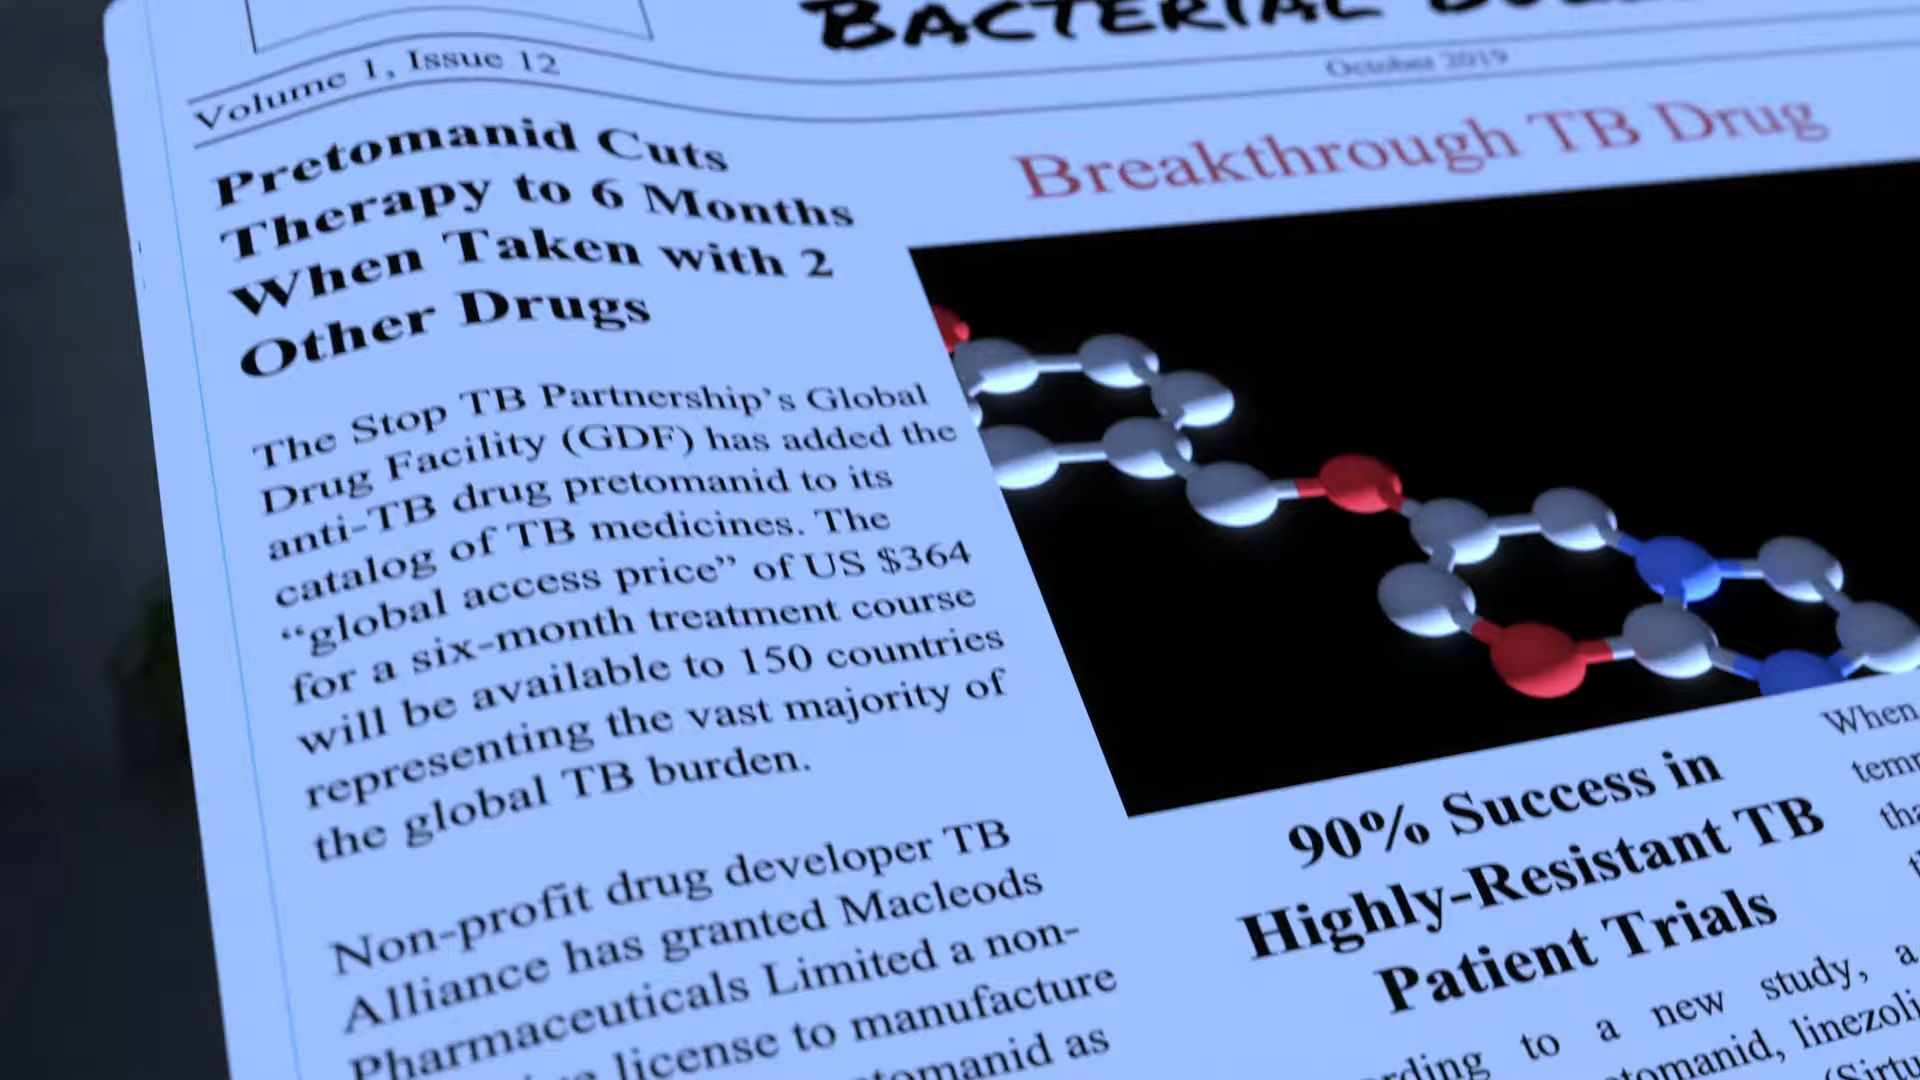 BACTERIAL
Volume 1, Issue 12
October 2019
Pretomanid Cuts
Therapy to 6 Months
When Taken with 2
Other Drugs
The Stop TB Partnership’s Global
Drug Facility (GDF) has added the
anti-TB drug pretomanid to its
catalog of TB medicines. The
“global access price” of US $364
for a six-month treatment course
will be available to 150 countries
representing the vast majority of
the global TB burden.
Non-profit drug developer TB
Alliance has granted Macleods
Pharmaceuticals Limited a non-
license to manufacture
as
Breakthrough TB Drug
90% Success in
Highly-Resistant TB
Patient Trials
to a new study, a
When